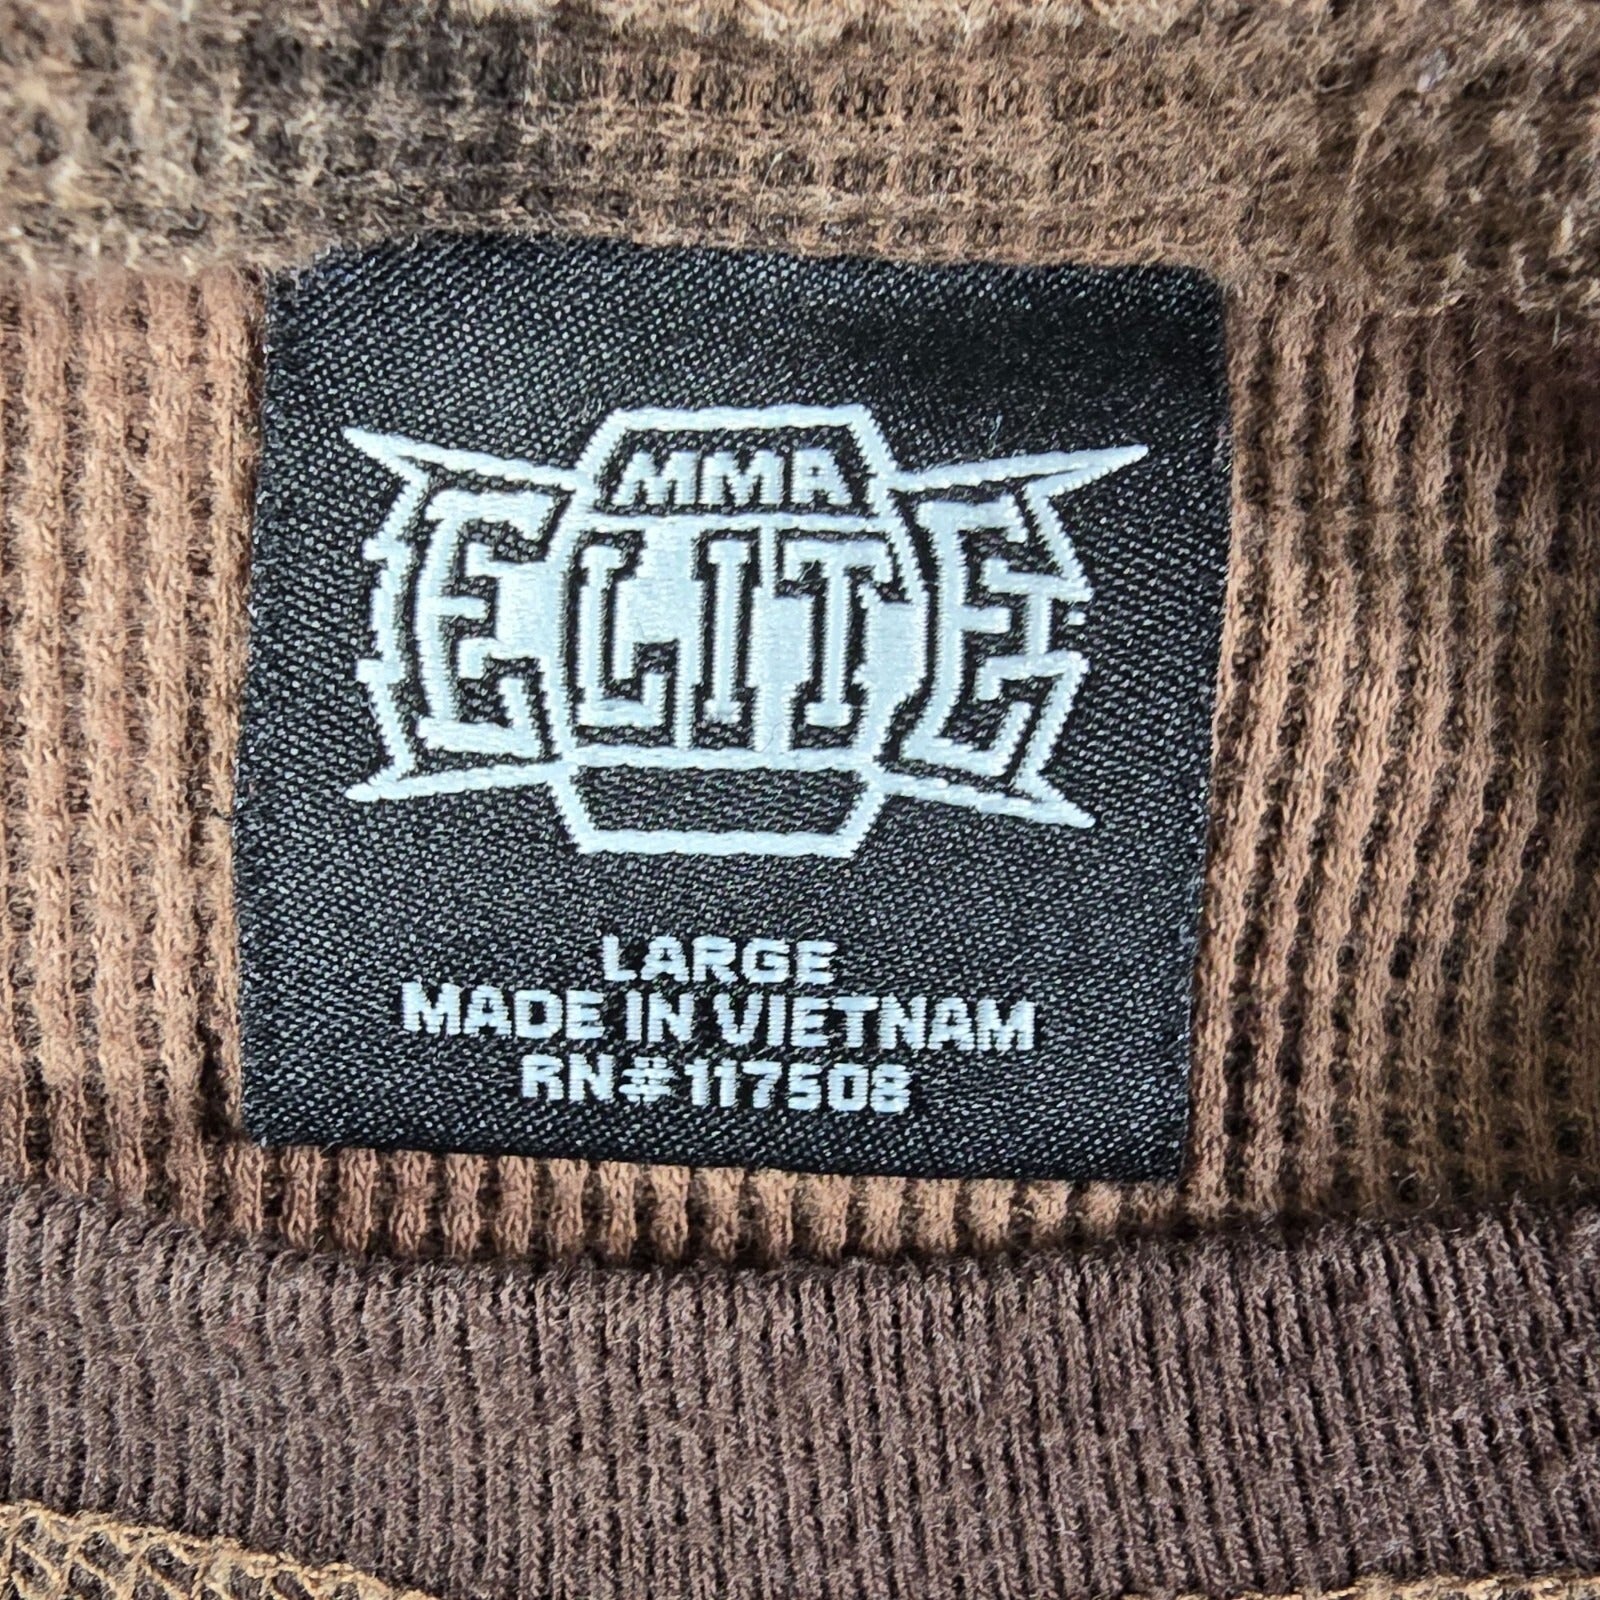 MMA
ELITE
LARGE
MADE IN VIETNAM
RN#117508